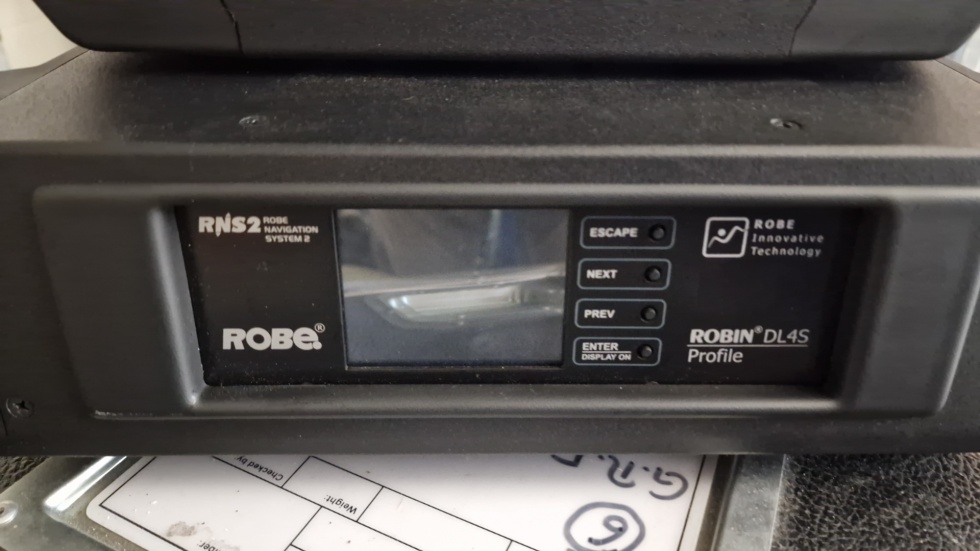 RNS2 ROBE
NAVIGATION
SYSTEM 2
ROBE®
ESCAPE
NEXT
PREV
ENTER
DISPLAY ON
ROBE
Innovative
Technology
ROBIN® DL4S
Profile
Checked by
Weight: